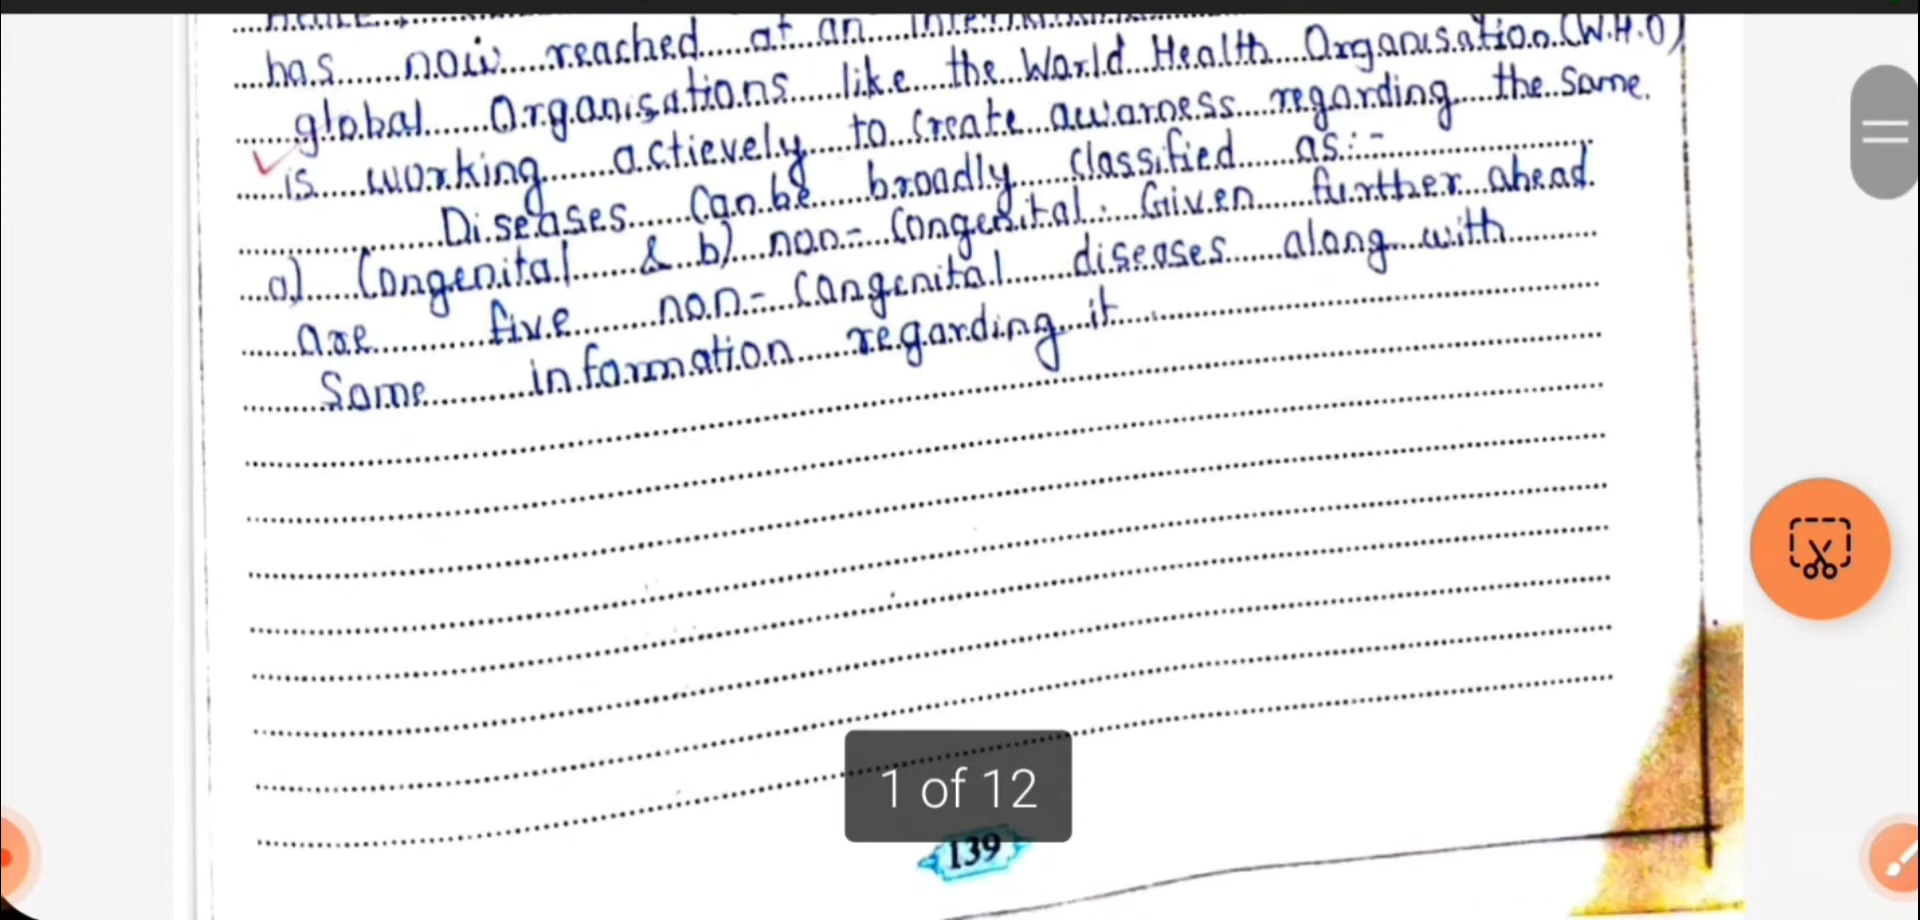 has now reached at an
global Organisations like the World Health Organisation (W.H.O)
is working actievely to create awarness regarding the same.
Diseases can be broadly classified as:-
a) Congenital & b) non-Congenital. Given further ahead.
are five non-Congenital diseases along with
Some information regarding it.
1 of 12
139